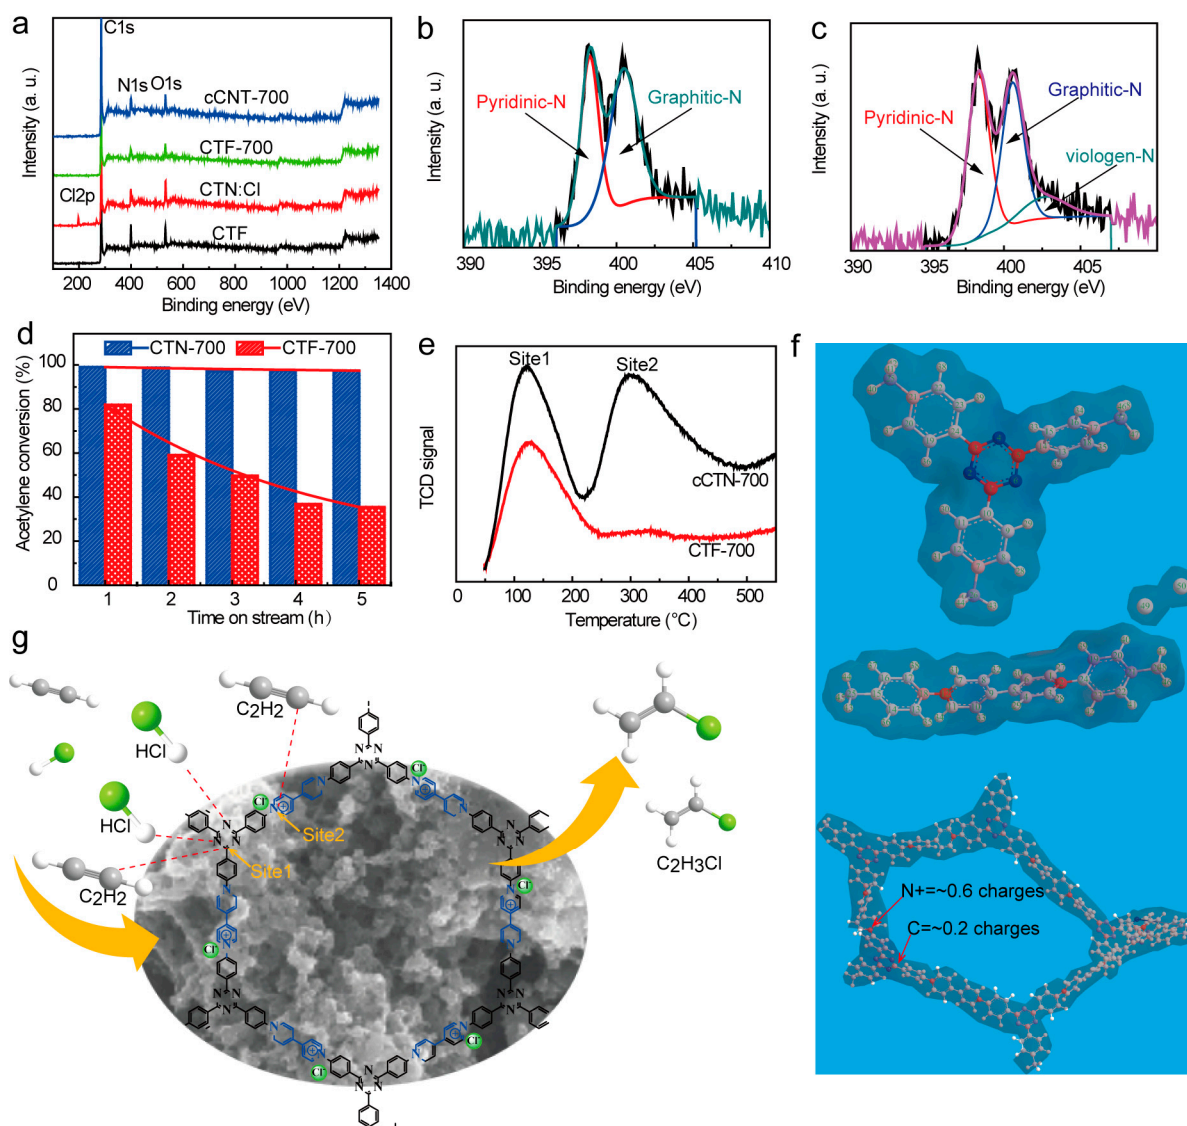 a
C1s
N1s
O1s
cCNT-700
CTF-700
Cl2p
CTN:Cl
CTF
Intensity (a. u.)
200 400 600 800 1000 1200 1400
Binding energy (eV)
b
Pyridinic-N
Graphitic-N
Intensity (a. u.)
390 395 400 405 410
Binding energy (eV)
c
Pyridinic-N
Graphitic-N
viologen-N
Intensity (a. u.)
390 395 400 405
Binding energy (eV)
d
CTN-700
CTF-700
100
80
60
40
20
0
Acetylene conversion (%)
1 2 3 4 5
Time on stream (h)
e
Site1
Site2
cCTN-700
CTF-700
TCD signal
0 100 200 300 400 500
Temperature (°C)
f
N+=~0.6 charges
C=~0.2 charges
g
C2H2
HCl
HCl
C2H2
Site2
Site1
C2H3Cl